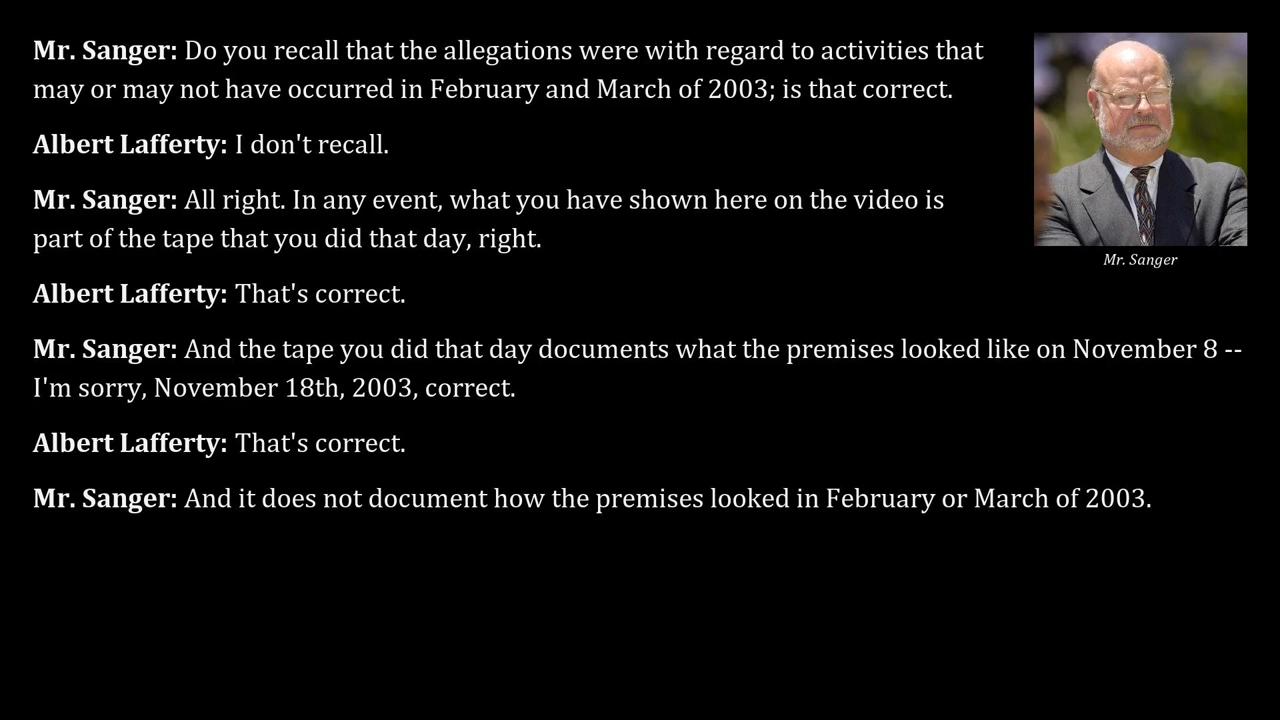 Mr. Sanger: Do you recall that the allegations were with regard to activities that
may or may not have occurred in February and March of 2003; is that correct.
Albert Lafferty: I don't recall.
Mr. Sanger: All right. In any event, what you have shown here on the video is
part of the tape that you did that day, right.
Mr. Sanger
Albert Lafferty: That's correct.
Mr. Sanger: And the tape you did that day documents what the premises looked like on November 8 --
I'm sorry, November 18th, 2003, correct.
Albert Lafferty: That's correct.
Mr. Sanger: And it does not document how the premises looked in February or March of 2003.